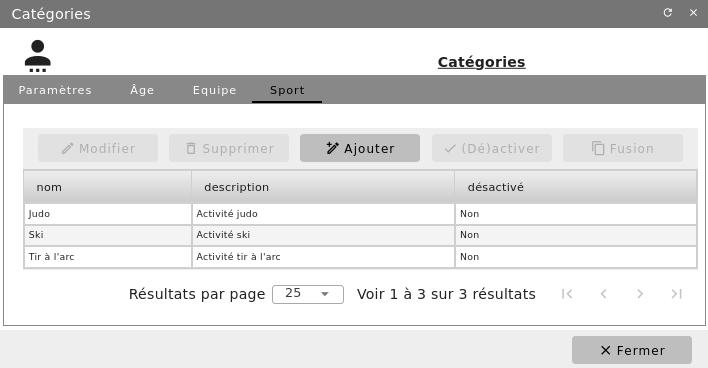 Catégories
Catégories
Paramètres Âge Equipe Sport
Modifier Supprimer Ajouter (Dé)activer Fusion
nom description désactivé
Judo Activité judo Non
Ski Activité ski Non
Tir à l'arc Activité tir à l'arc Non
Résultats par page 25 Voir 1 à 3 sur 3 résultats
Fermer